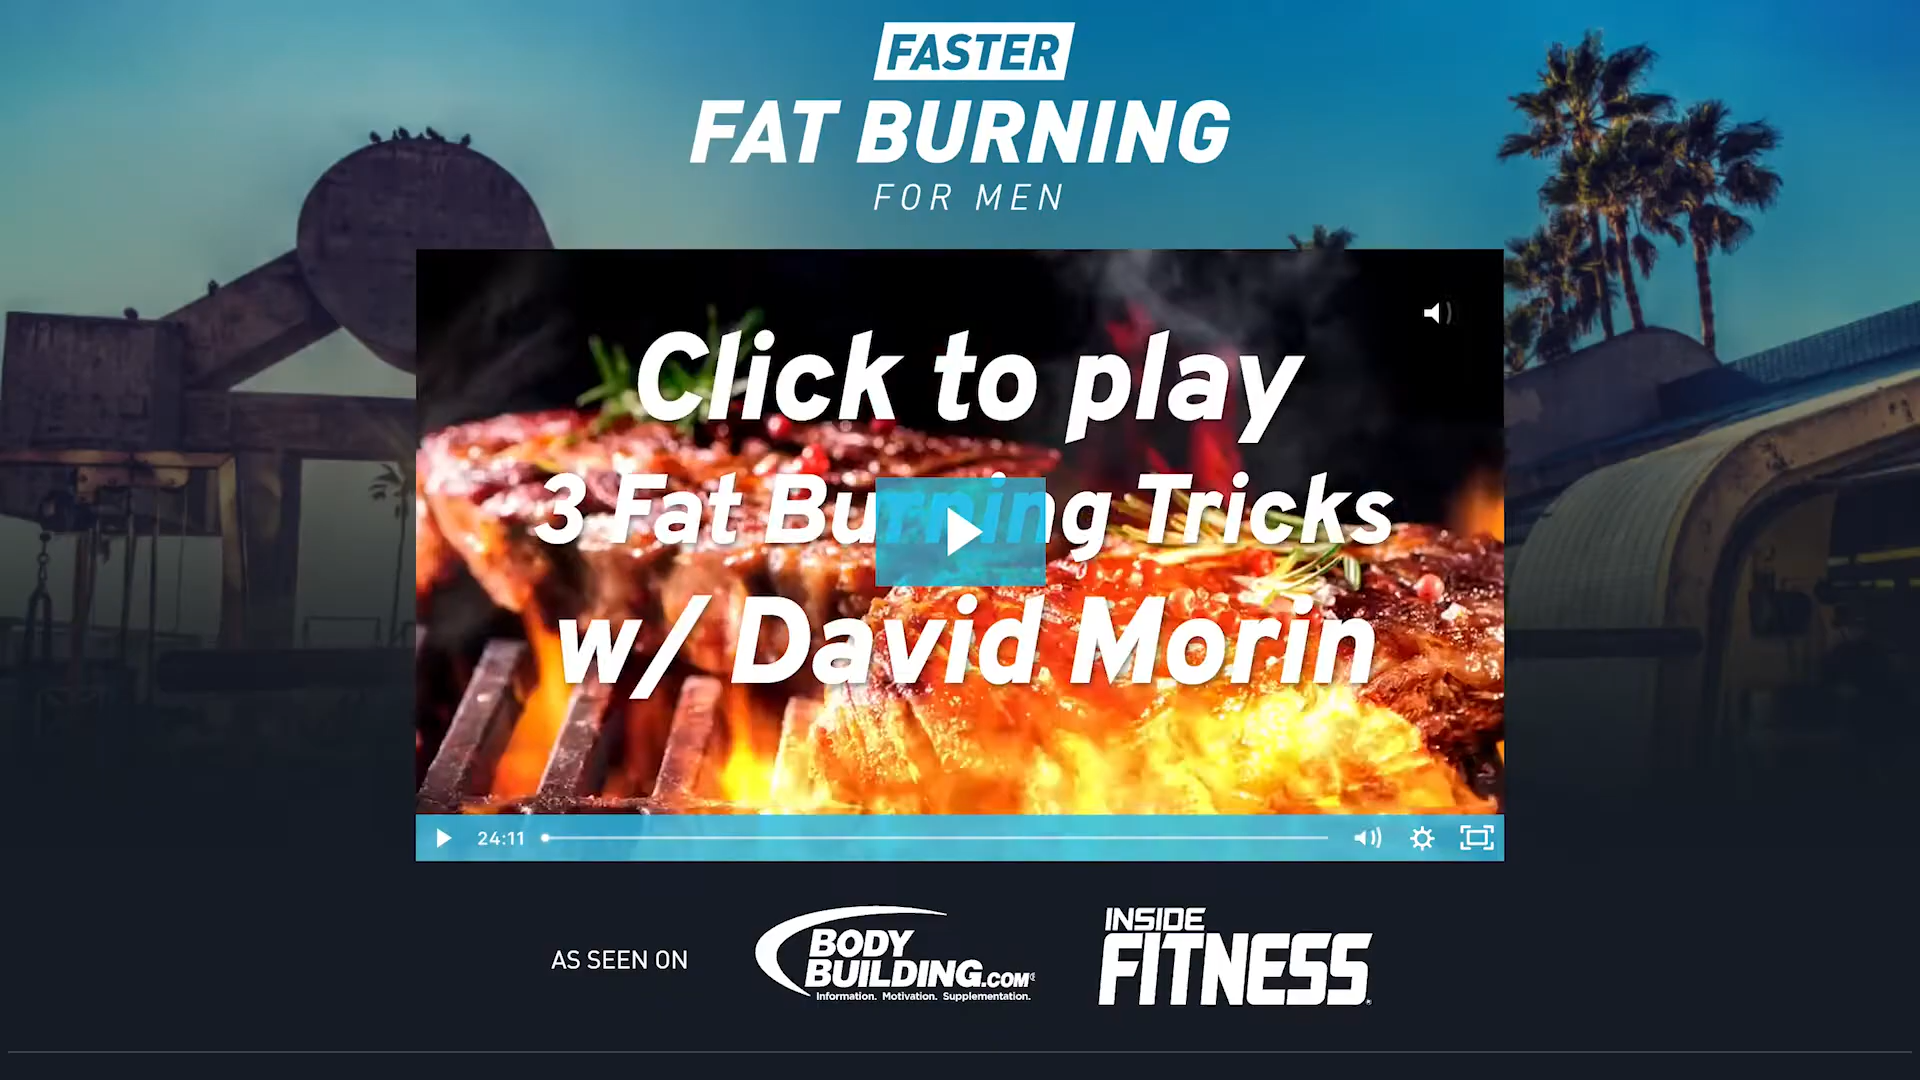 FASTER
FAT BURNING
FOR MEN
Click to play
3 Fat Burning Tricks
w/ David Morin
24:11
AS SEEN ON
BODY
BUILDING.COM
Information. Motivation. Supplementation.
INSIDE
FITNESS